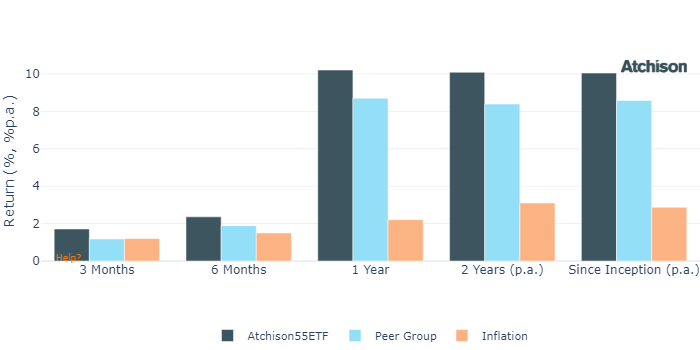 Atchison
Return (%, %p.a.)
10
8
6
4
2
0
Help?
3 Months
6 Months
1 Year
2 Years (p.a.)
Since Inception (p.a.)
Atchison55ETF
Peer Group
Inflation